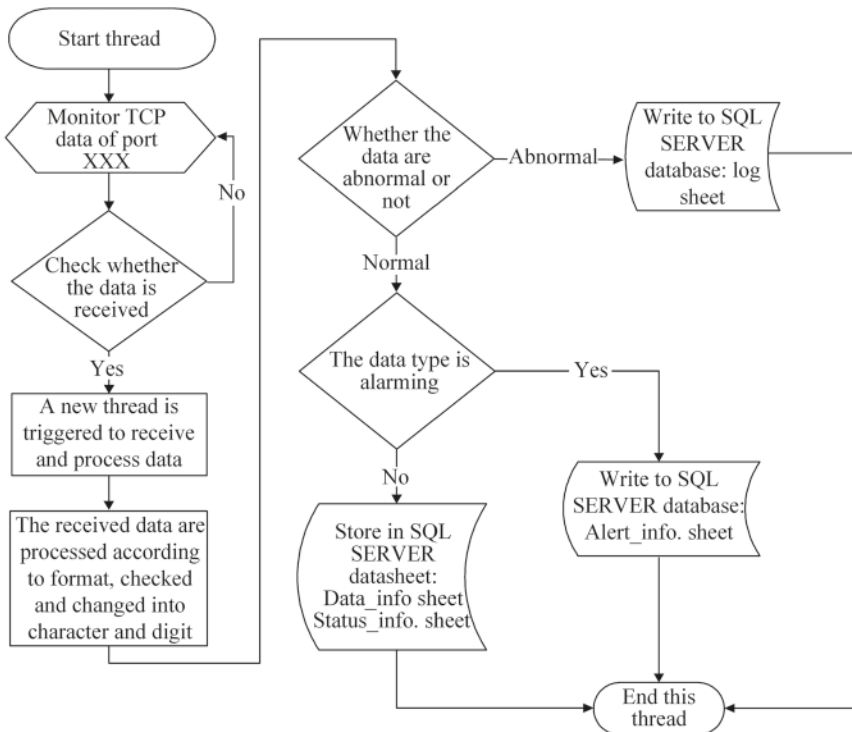 Start thread
Monitor TCP
data of port
XXX
No
Check whether
the data is
received
Yes
A new thread is
triggered to receive
and process data
The received data are
processed according
to format, checked
and changed into
character and digit
Whether the
data are
abnormal or
not
Abnormal
Write to SQL
SERVER
database: log
sheet
Normal
The data type is
alarming
Yes
No
Write to SQL
SERVER database:
Alert_info. sheet
Store in SQL
SERVER
datasheet:
Data_info sheet
Status_info. sheet
End this
thread